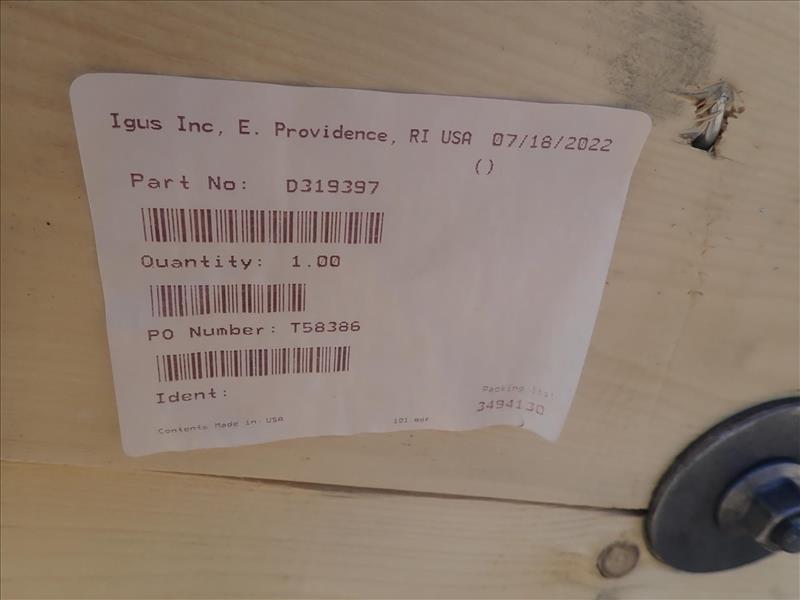 Igus Inc, E. Providence, RI USA 07/18/2022
()
Part No: D319397
Quantity: 1.00
PO Number: T58386
Ident:
Packing list
3494130
Contents Made in: USA